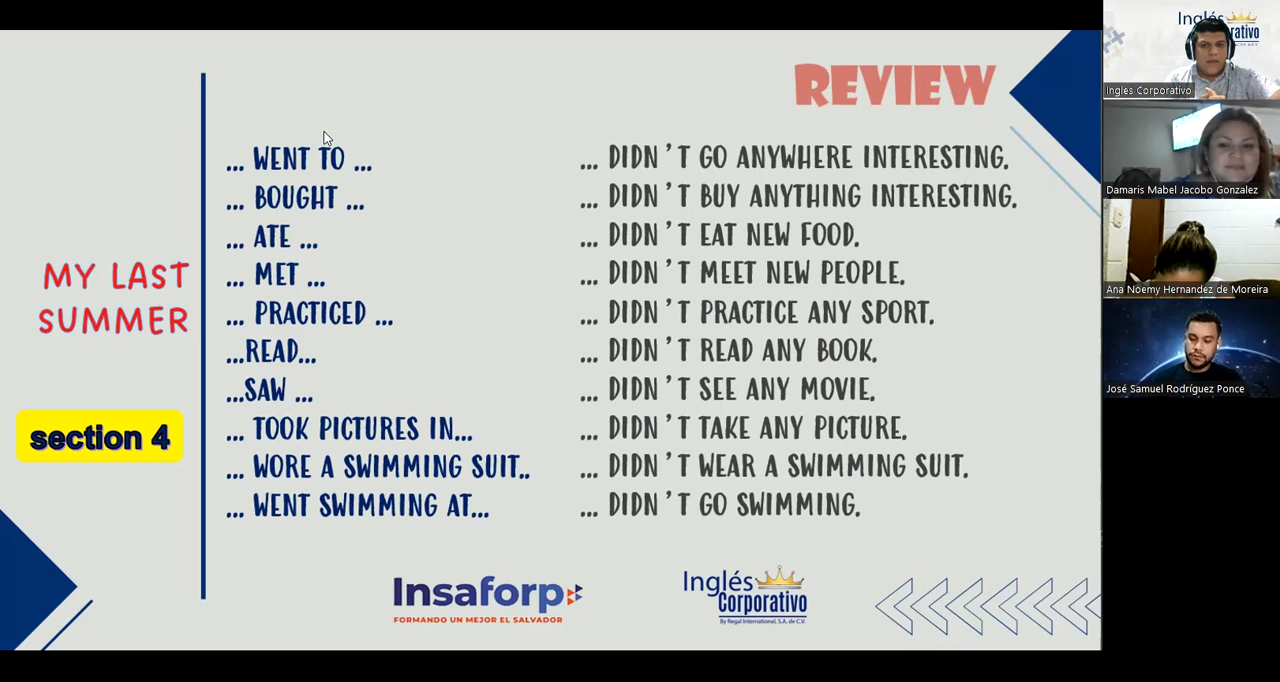 REVIEW
... WENT TO ...
... BOUGHT ...
... ATE ...
... MET ...
... PRACTICED ...
...READ...
...SAW ...
... TOOK PICTURES IN...
... WORE A SWIMMING SUIT..
... WENT SWIMMING AT...
... DIDN'T GO ANYWHERE INTERESTING.
... DIDN'T BUY ANYTHING INTERESTING.
... DIDN'T EAT NEW FOOD.
... DIDN'T MEET NEW PEOPLE.
... DIDN'T PRACTICE ANY SPORT.
... DIDN'T READ ANY BOOK.
... DIDN'T SEE ANY MOVIE.
... DIDN'T TAKE ANY PICTURE.
... DIDN'T WEAR A SWIMMING SUIT.
... DIDN'T GO SWIMMING.
MY LAST
SUMMER
section 4
Insaforp
FORMANDO UN MEJOR EL SALVADOR
Inglés
Corporativo
By Regal International, S.A. de C.V.
Inglés
rativo
Ingles Corporativo
Damaris Mabel Jacobo Gonzalez
Ana Noemy Hernandez de Moreira
José Samuel Rodríguez Ponce